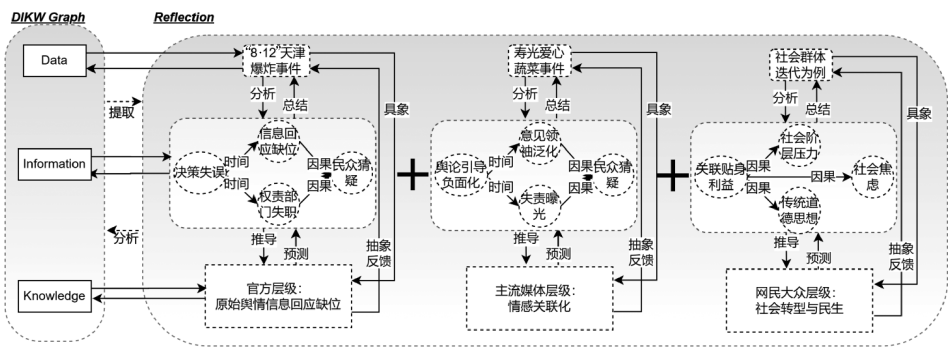 DIKW Graph
Reflection
Data
Information
Knowledge
提取
分析
“8·12”天津
爆炸事件
分析
总结
具象
信息回
应缺位
决策失误
时间
时间
因果
因果
民众猜
疑
权责部
门失职
推导
预测
抽象
反馈
官方层级:
原始舆情信息回应缺位
+
寿光爱心
蔬菜事件
分析
总结
具象
意见领
袖泛化
舆论引导
负面化
时间
时间
因果
因果
民众猜
疑
失责曝
光
推导
预测
抽象
反馈
主流媒体层级:
情感关联化
+
社会群体
迭代为例
分析
总结
具象
社会阶
层压力
失联贴身
利益
因果
因果
因果
社会焦
虑
传统道
德思想
推导
预测
抽象
反馈
网民大众层级:
社会转型与民生